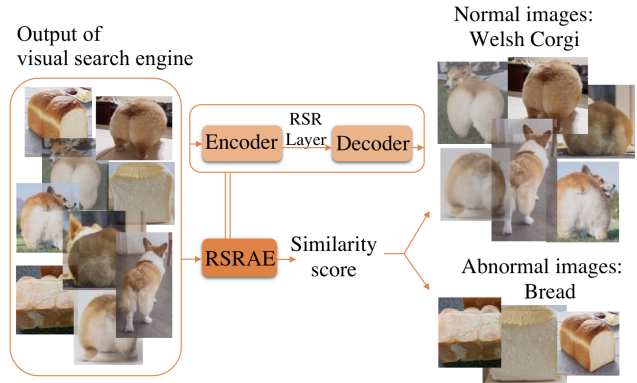 Output of
visual search engine
Normal images:
Welsh Corgi
RSR
Layer
Encoder
Decoder
RSRAE
Similarity
score
Abnormal images:
Bread